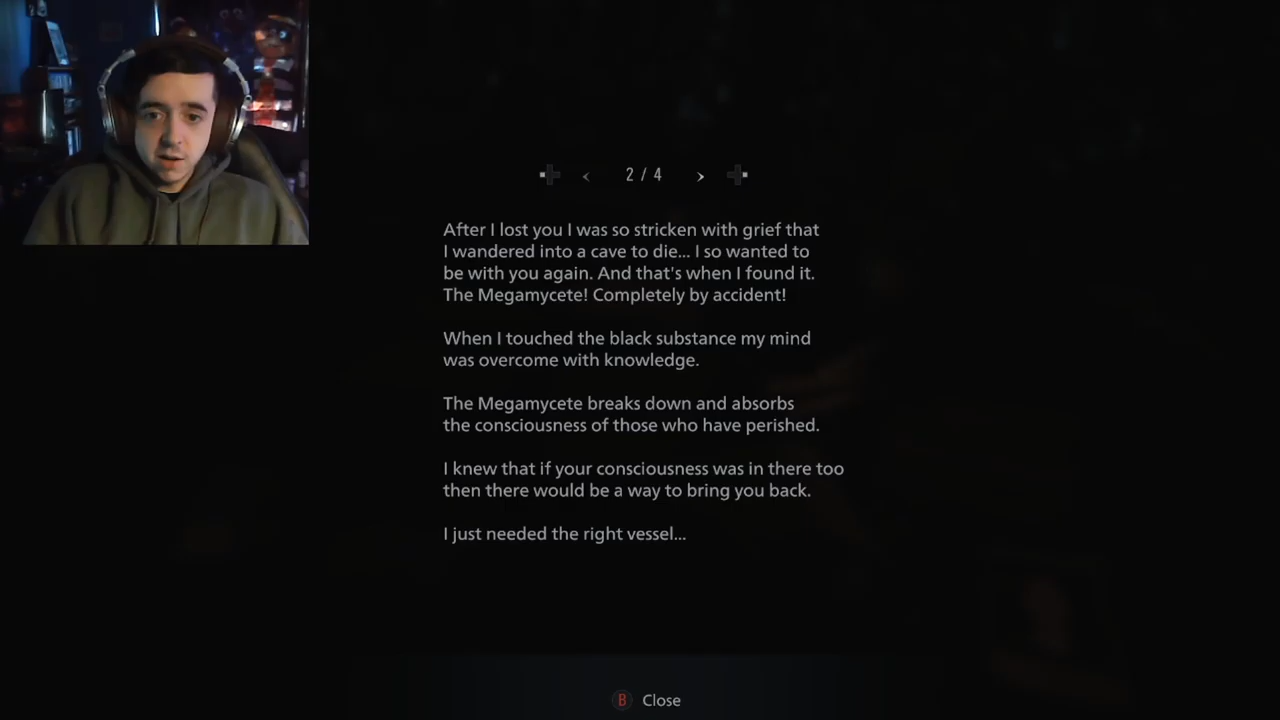 2 / 4
After I lost you I was so stricken with grief that
I wandered into a cave to die... I so wanted to
be with you again. And that's when I found it.
The Megamycete! Completely by accident!
When I touched the black substance my mind
was overcome with knowledge.
The Megamycete breaks down and absorbs
the consciousness of those who have perished.
I knew that if your consciousness was in there too
then there would be a way to bring you back.
I just needed the right vessel...
B Close